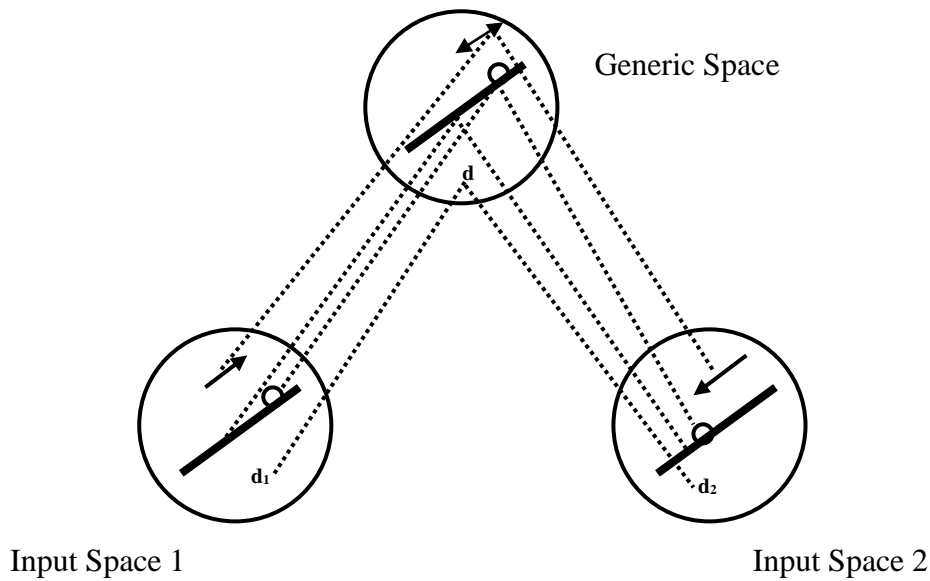 Generic Space
d
d₁
d₂
Input Space 1
Input Space 2